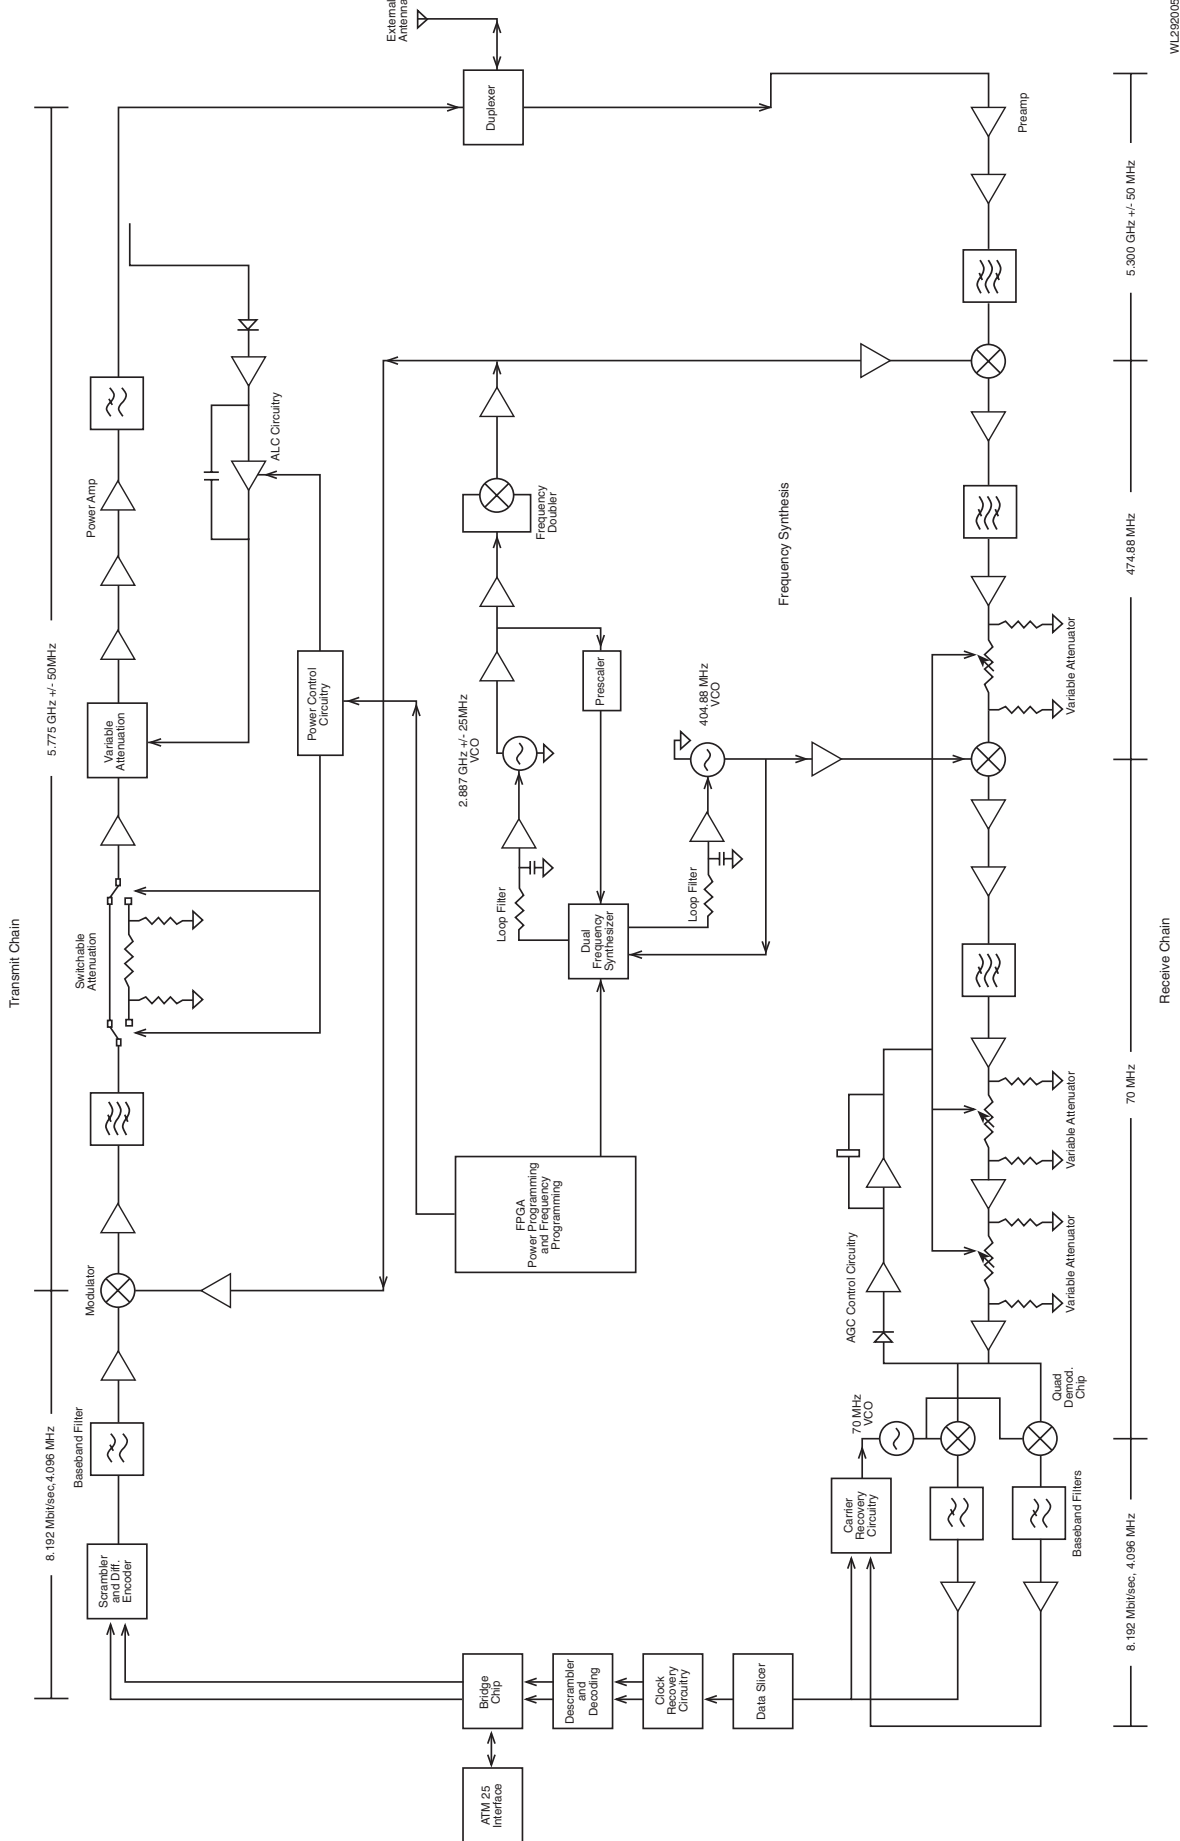 Transmit Chain
8.192 Mbit/sec,4.096 MHz
5.775 GHz +/- 50MHz
Scrambler
and Diff.
Encoder
Baseband Filter
Modulator
Switchable
Attenuation
Variable
Attenuation
Power Amp
ALC Circuitry
Power Control
Circuitry
External
Antenna
Duplexer
ATM 25
Interface
Bridge
Chip
Descrambler
and
Decoding
Clock
Recovery
Circuitry
Data Slicer
FPGA
Power Programming
and Frequency
Programming
Dual
Frequency
Synthesizer
Loop Filter
2.887 GHz +/- 25MHz
VCO
Prescaler
Frequency
Doubler
Loop Filter
404.88 MHz
VCO
Frequency Synthesis
Carrier
Recovery
Circuitry
70 MHz
VCO
AGC Control Circuitry
Quad
Demod.
Chip
Baseband Filters
Variable Attenuator
Variable Attenuator
Variable Attenuator
Preamp
8.192 Mbit/sec, 4.096 MHz
70 MHz
474.88 MHz
5.300 GHz +/- 50 MHz
Receive Chain
WL292005